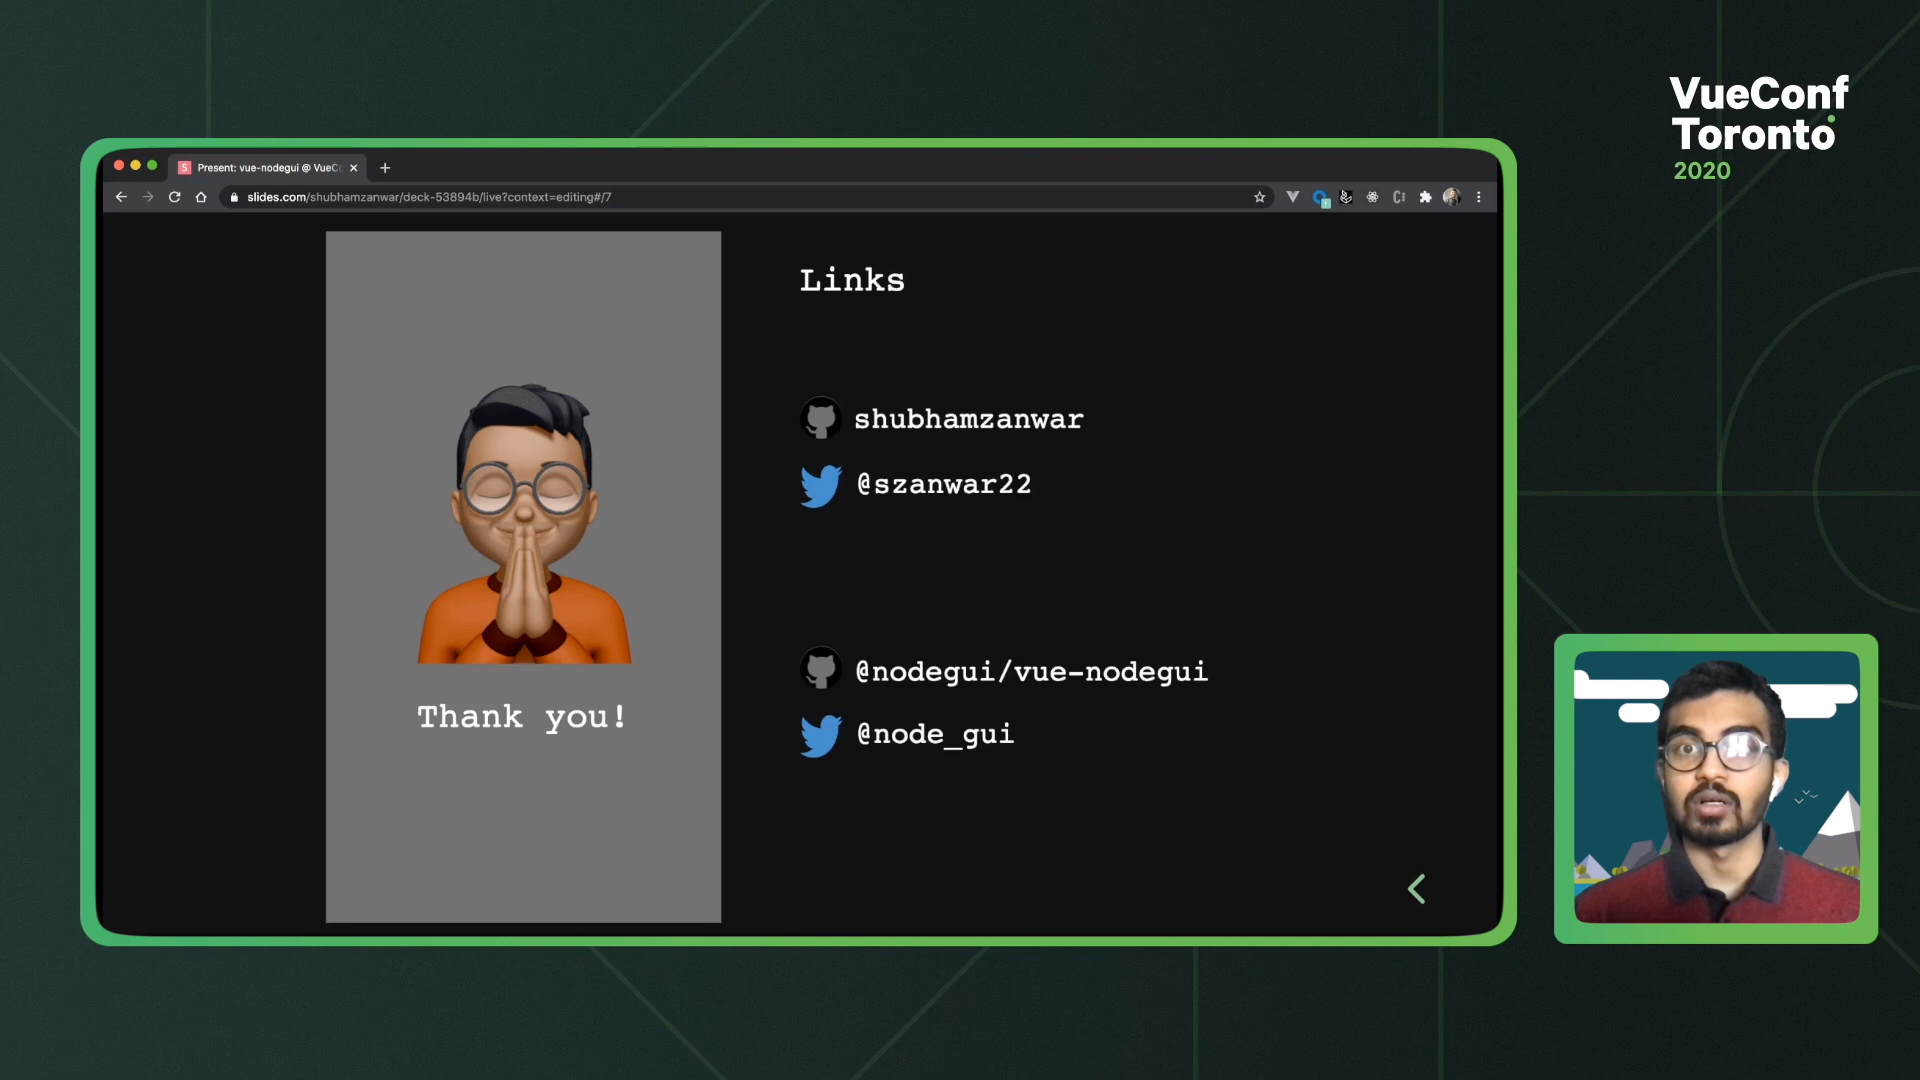 VueConf
Toronto
2020
Present: vue-nodegui @ VueC
slides.com/shubhamzanwar/deck-53894b/live?context=editing#/7
Links
shubhamzanwar
@szanwar22
@nodegui/vue-nodegui
@node_gui
Thank you!